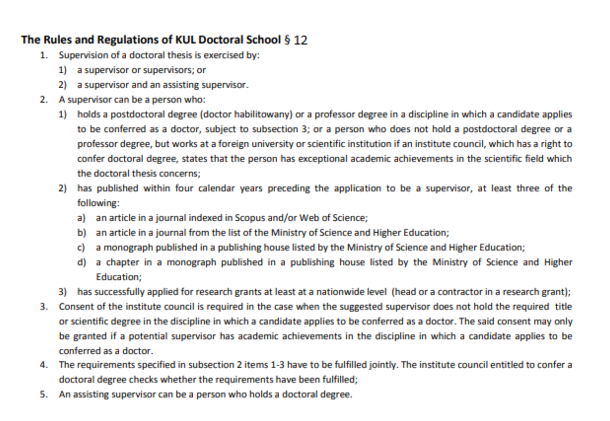 The Rules and Regulations of KUL Doctoral School § 12
1. Supervision of a doctoral thesis is exercised by:
1) a supervisor or supervisors; or
2) a supervisor and an assisting supervisor.
2. A supervisor can be a person who:
1) holds a postdoctoral degree (doctor habilitowany) or a professor degree in a discipline in which a candidate applies
to be conferred as a doctor, subject to subsection 3; or a person who does not hold a postdoctoral degree or a
professor degree, but works at a foreign university or scientific institution if an institute council, which has a right to
confer doctoral degree, states that the person has exceptional academic achievements in the scientific field which
the doctoral thesis concerns;
2) has published within four calendar years preceding the application to be a supervisor, at least three of the
following:
a) an article in a journal indexed in Scopus and/or Web of Science;
b) an article in a journal from the list of the Ministry of Science and Higher Education;
c) a monograph published in a publishing house listed by the Ministry of Science and Higher Education;
d) a chapter in a monograph published in a publishing house listed by the Ministry of Science and Higher
Education;
3) has successfully applied for research grants at least at a nationwide level (head or a contractor in a research grant);
3. Consent of the institute council is required in the case when the suggested supervisor does not hold the required title
or scientific degree in the discipline in which a candidate applies to be conferred as a doctor. The said consent may only
be granted if a potential supervisor has academic achievements in the discipline in which a candidate applies to be
conferred as a doctor.
4. The requirements specified in subsection 2 items 1-3 have to be fulfilled jointly. The institute council entitled to confer a
doctoral degree checks whether the requirements have been fulfilled;
5. An assisting supervisor can be a person who holds a doctoral degree.